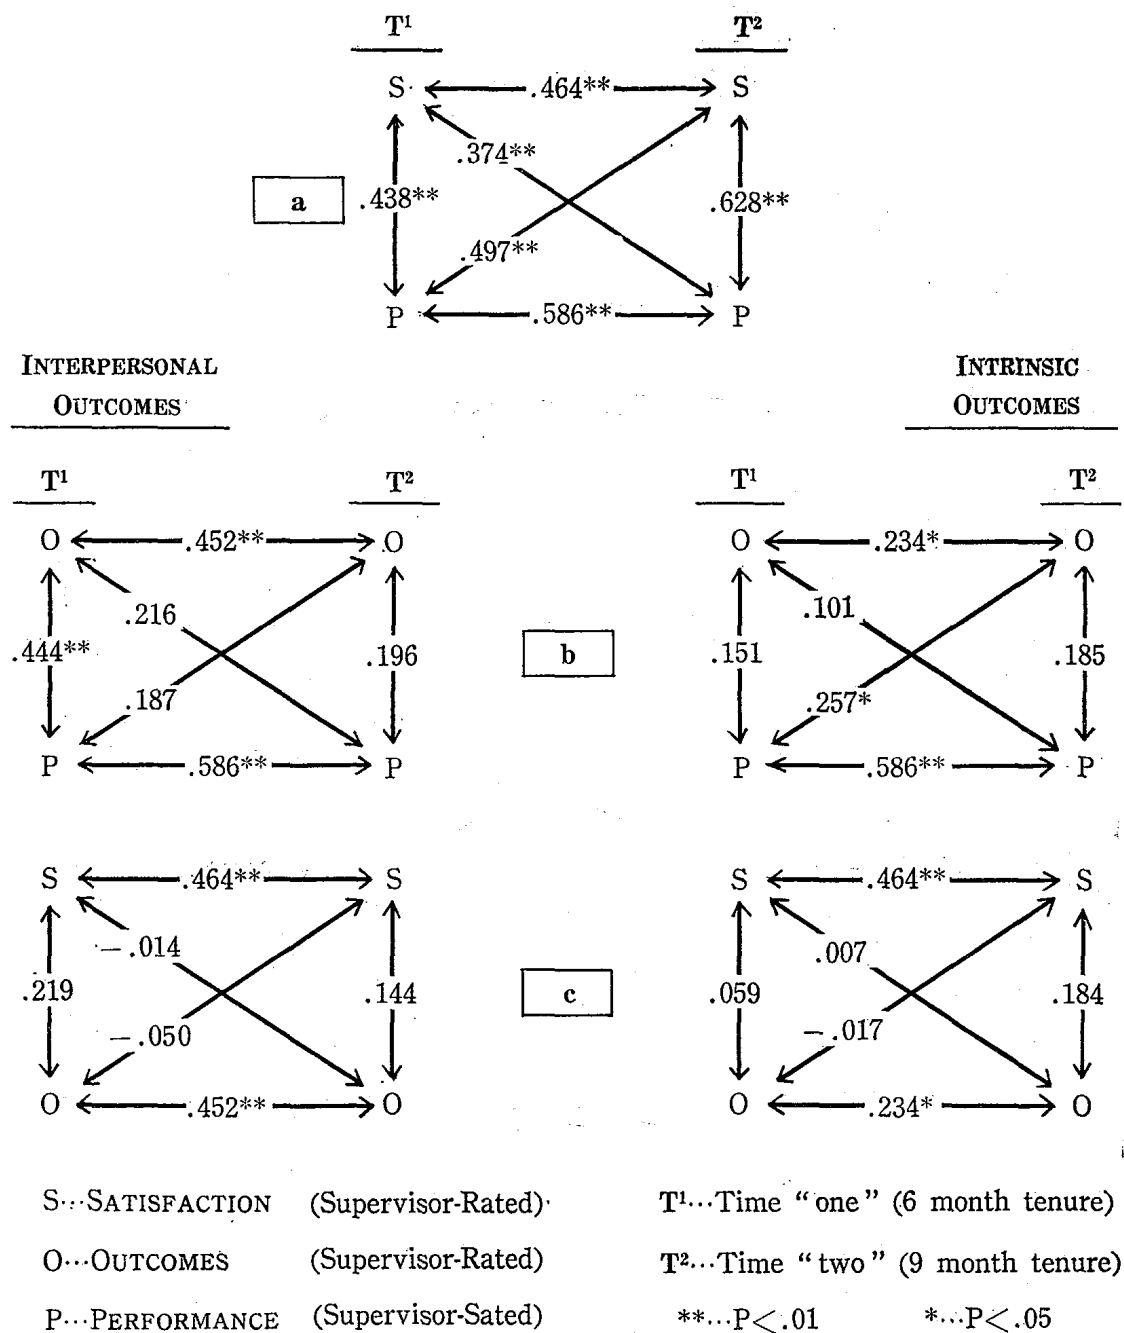 T¹ T²
S .464** S
.374**
a .438** .628**
.497**
P .586** P
INTERPERSONAL INTRINSIC
OUTCOMES OUTCOMES
T¹ T² T¹ T²
O .452** O O .234* O
.216 .101
.444** .196 b .151 .185
.187 .257*
P .586** P P .586** P
S .464** S S .464** S
-.014 .007
.219 .144 c .059 .184
-.050 -.017
O .452** O O .234* O
S...SATISFACTION (Supervisor-Rated) T¹...Time "one" (6 month tenure)
O...OUTCOMES (Supervisor-Rated) T²...Time "two" (9 month tenure)
P...PERFORMANCE (Supervisor-Sated) **...P<.01 *...P<.05